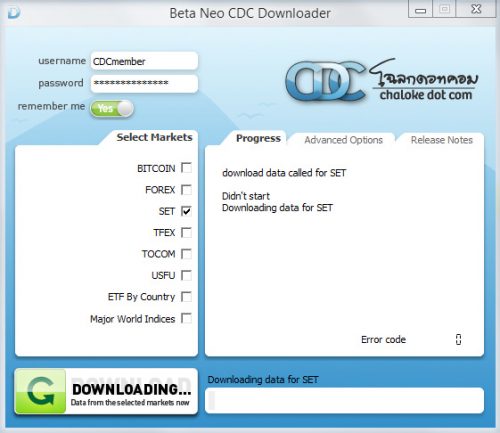 Beta Neo CDC Downloader
username CDCmember
password **************
remember me Yes
CDC โฉลกดอทคอม
chaloke dot com
Select Markets
BITCOIN
FOREX
SET
TFEX
TOCOM
USFU
ETF By Country
Major World Indices
Progress Advanced Options Release Notes
download data called for SET
Didn't start
Downloading data for SET
Error code 0
DOWNLOAD
DOWNLOADING...
Data from the selected markets now
Downloading data for SET